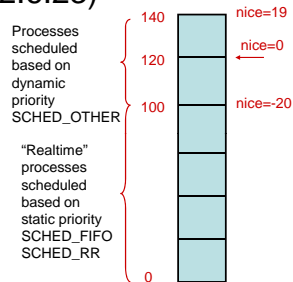 Processes
scheduled
based on
dynamic
priority
SCHED_OTHER
"Realtime"
processes
scheduled
based on
static priority
SCHED_FIFO
SCHED_RR
140
120
100
0
nice=19
nice=0
nice=-20